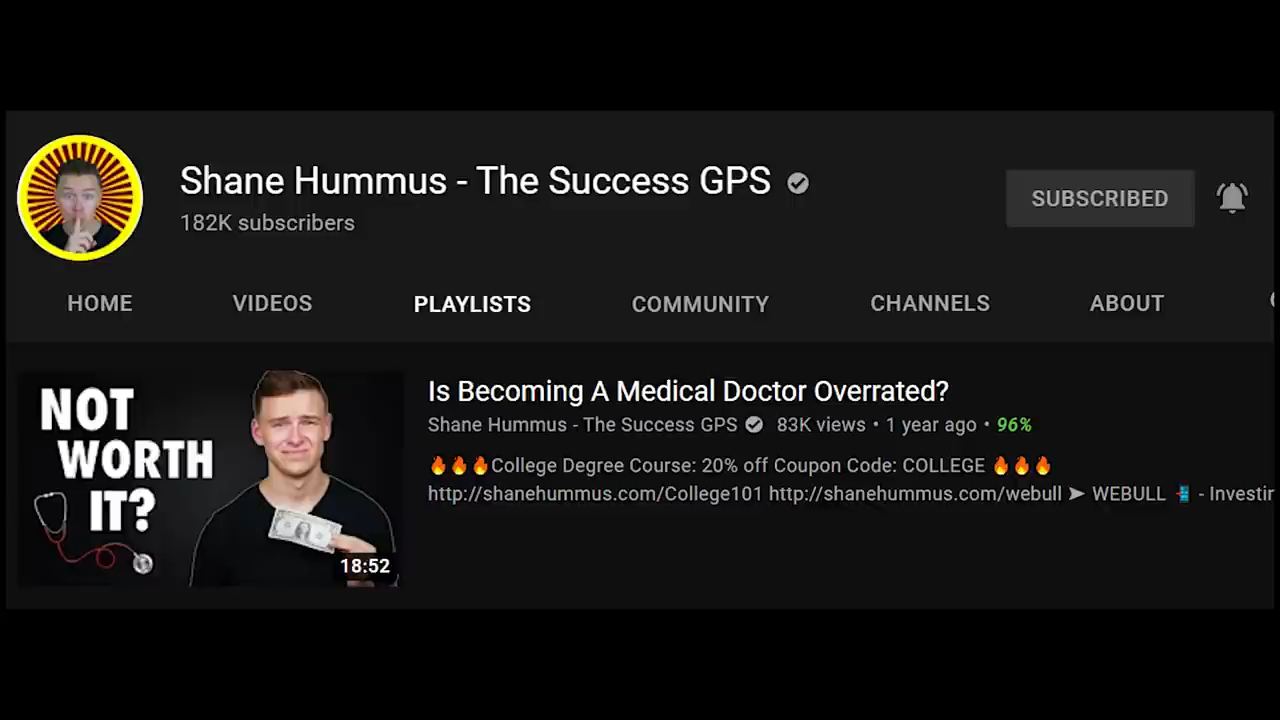 Shane Hummus - The Success GPS
182K subscribers
SUBSCRIBED
HOME VIDEOS PLAYLISTS COMMUNITY CHANNELS ABOUT
NOT
WORTH
IT?
18:52
Is Becoming A Medical Doctor Overrated?
Shane Hummus - The Success GPS 83K views • 1 year ago • 96%
🔥🔥🔥College Degree Course: 20% off Coupon Code: COLLEGE 🔥🔥🔥
http://shanehummus.com/College101 http://shanehummus.com/webull ➤ WEBULL 📲 - Investin